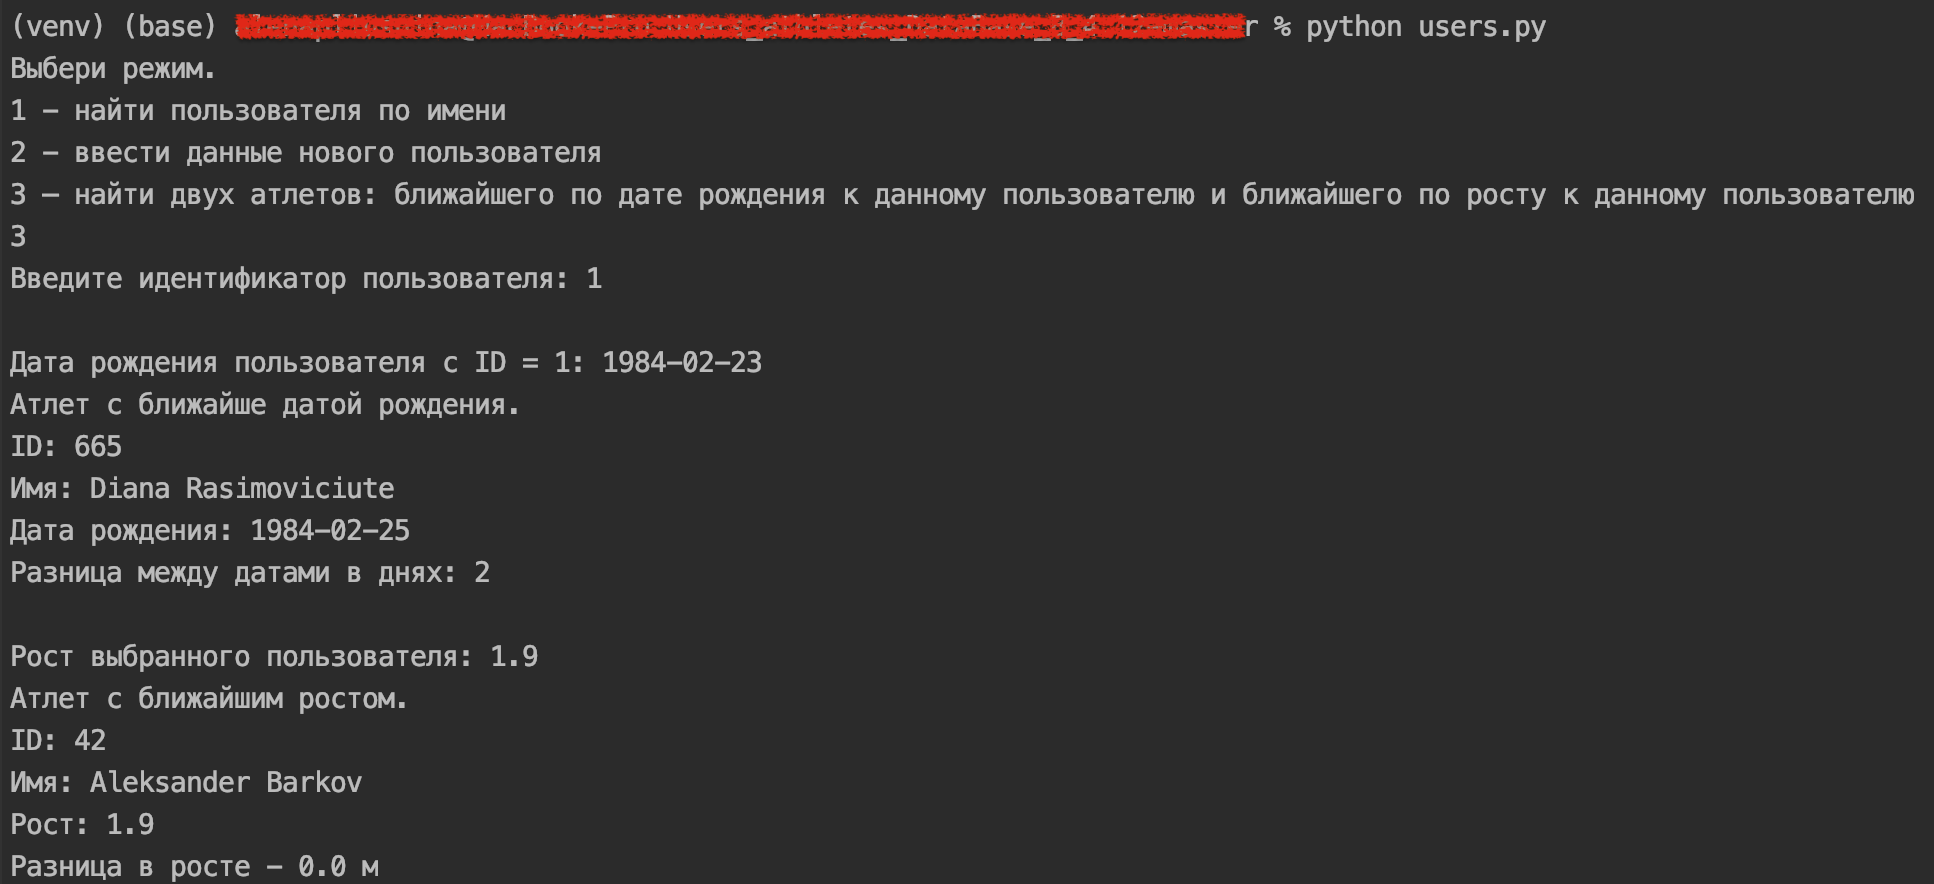 (venv) (base) r % python users.py
Выбери режим.
1 – найти пользователя по имени
2 – ввести данные нового пользователя
3 – найти двух атлетов: ближайшего по дате рождения к данному пользователю и ближайшего по росту к данному пользователю
3
Введите идентификатор пользователя: 1
Дата рождения пользователя с ID = 1: 1984–02–23
Атлет с ближайше датой рождения.
ID: 665
Имя: Diana Rasimoviciute
Дата рождения: 1984–02–25
Разница между датами в днях: 2
Рост выбранного пользователя: 1.9
Атлет с ближайшим ростом.
ID: 42
Имя: Aleksander Barkov
Рост: 1.9
Разница в росте – 0.0 м